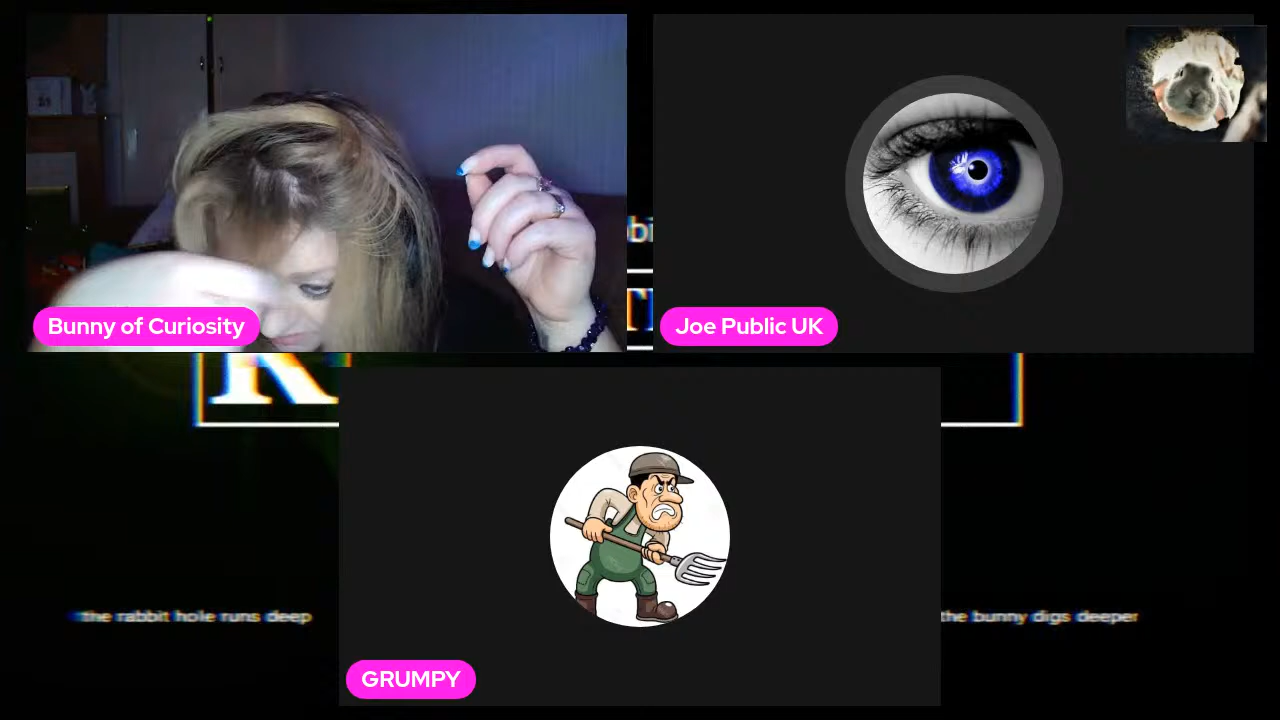 Bunny of Curiosity
Joe Public UK
GRUMPY
the rabbit hole runs deep
the bunny digs deeper